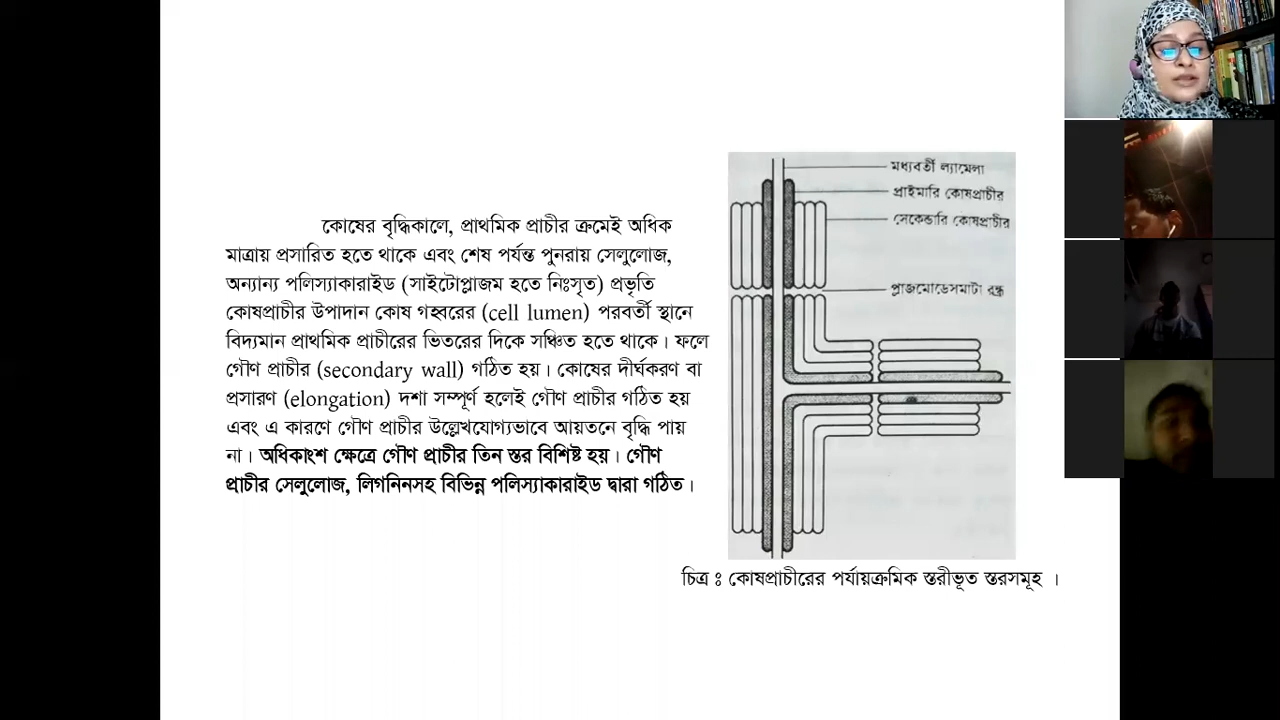 কোষের বৃদ্ধিকালে, প্রাথমিক প্রাচীর ক্রমেই অধিক
মাত্রায় প্রসারিত হতে থাকে এবং শেষ পর্যন্ত পুনরায় সেলুলোজ,
অন্যান্য পলিস্যাকারাইড (সাইটোপ্লাজম হতে নিঃসৃত) প্রভৃতি
কোষপ্রাচীর উপাদান কোষ গহ্বরের (cell lumen) পরবর্তী স্থানে
বিদ্যমান প্রাথমিক প্রাচীরের ভিতরের দিকে সঞ্চিত হতে থাকে। ফলে
গৌণ প্রাচীর (secondary wall) গঠিত হয়। কোষের দীর্ঘকরণ বা
প্রসারণ (elongation) দশা সম্পূর্ণ হলেই গৌণ প্রাচীর গঠিত হয়
এবং এ কারণে গৌণ প্রাচীর উল্লেখযোগ্যভাবে আয়তনে বৃদ্ধি পায়
না। অধিকাংশ ক্ষেত্রে গৌণ প্রাচীর তিন স্তর বিশিষ্ট হয়। গৌণ
প্রাচীর সেলুলোজ, লিগনিনসহ বিভিন্ন পলিস্যাকারাইড দ্বারা গঠিত।
মধ্যবর্তী ল্যামেলা
প্রাইমারি কোষপ্রাচীর
সেকেন্ডারি কোষপ্রাচীর
প্লাজমোডেসমাটা রন্ধ্র
চিত্র ঃ কোষপ্রাচীরের পর্যায়ক্রমিক স্তরীভূত স্তরসমূহ ।